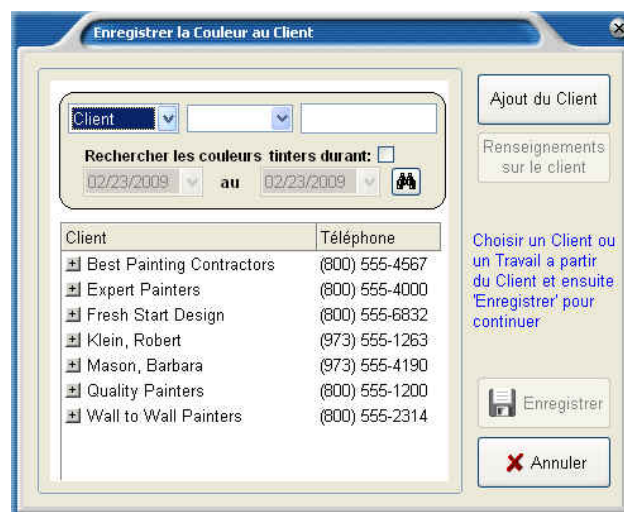 Enregistrer la Couleur au Client
Client
Rechercher les couleurs tinters durant:
02/23/2009 au 02/23/2009
Client Téléphone
Best Painting Contractors (800) 555-4567
Expert Painters (800) 555-4000
Fresh Start Design (800) 555-6832
Klein, Robert (973) 555-1263
Mason, Barbara (973) 555-4190
Quality Painters (800) 555-1200
Wall to Wall Painters (800) 555-2314
Ajout du Client
Renseignements
sur le client
Choisir un Client ou
un Travail a partir
du Client et ensuite
'Enregistrer' pour
continuer
Enregistrer
Annuler